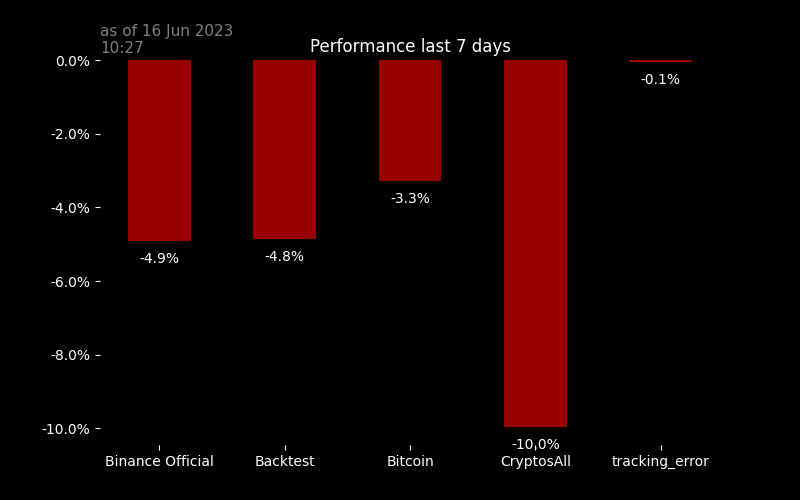 as of 16 Jun 2023
10:27
Performance last 7 days
0.0%
-2.0%
-4.0%
-6.0%
-8.0%
-10.0%
-4.9%
-4.8%
-3.3%
-10.0%
-0.1%
Binance Official
Backtest
Bitcoin
CryptosAll
tracking_error